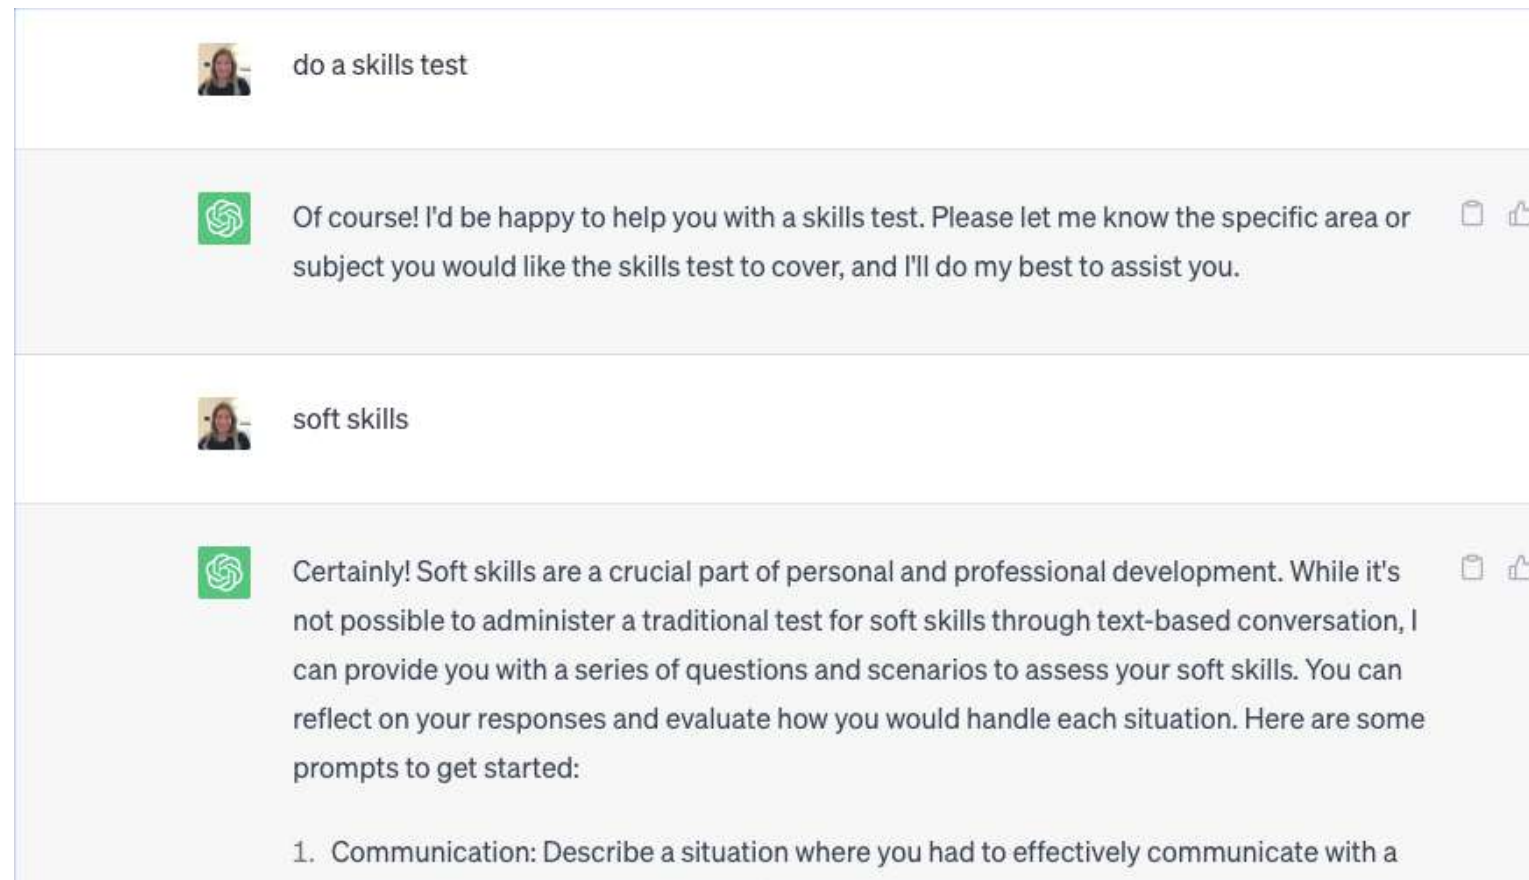 do a skills test
Of course! I'd be happy to help you with a skills test. Please let me know the specific area or
subject you would like the skills test to cover, and I'll do my best to assist you.
soft skills
Certainly! Soft skills are a crucial part of personal and professional development. While it's
not possible to administer a traditional test for soft skills through text-based conversation, I
can provide you with a series of questions and scenarios to assess your soft skills. You can
reflect on your responses and evaluate how you would handle each situation. Here are some
prompts to get started:
1. Communication: Describe a situation where you had to effectively communicate with a